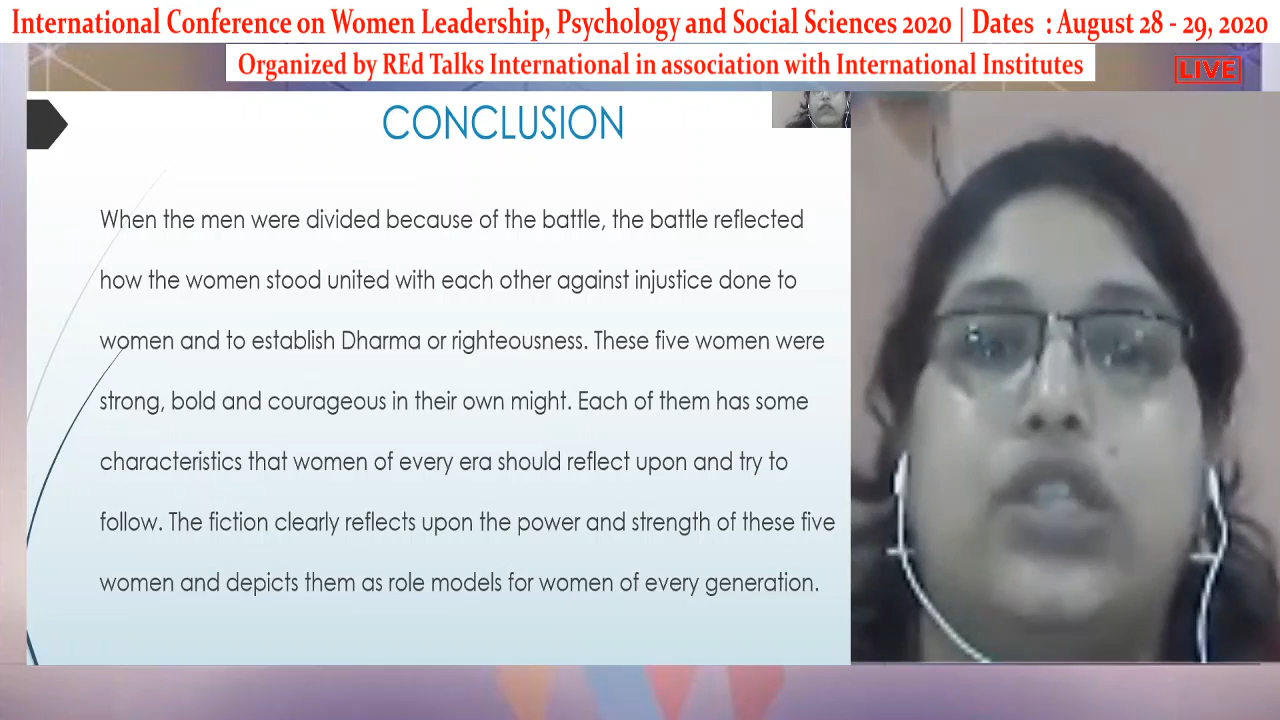 International Conference on Women Leadership, Psychology and Social Sciences 2020 | Dates : August 28 - 29, 2020
Organized by REd Talks International in association with International Institutes
LIVE
CONCLUSION
When the men were divided because of the battle, the battle reflected
how the women stood united with each other against injustice done to
women and to establish Dharma or righteousness. These five women were
strong, bold and courageous in their own might. Each of them has some
characteristics that women of every era should reflect upon and try to
follow. The fiction clearly reflects upon the power and strength of these five
women and depicts them as role models for women of every generation.